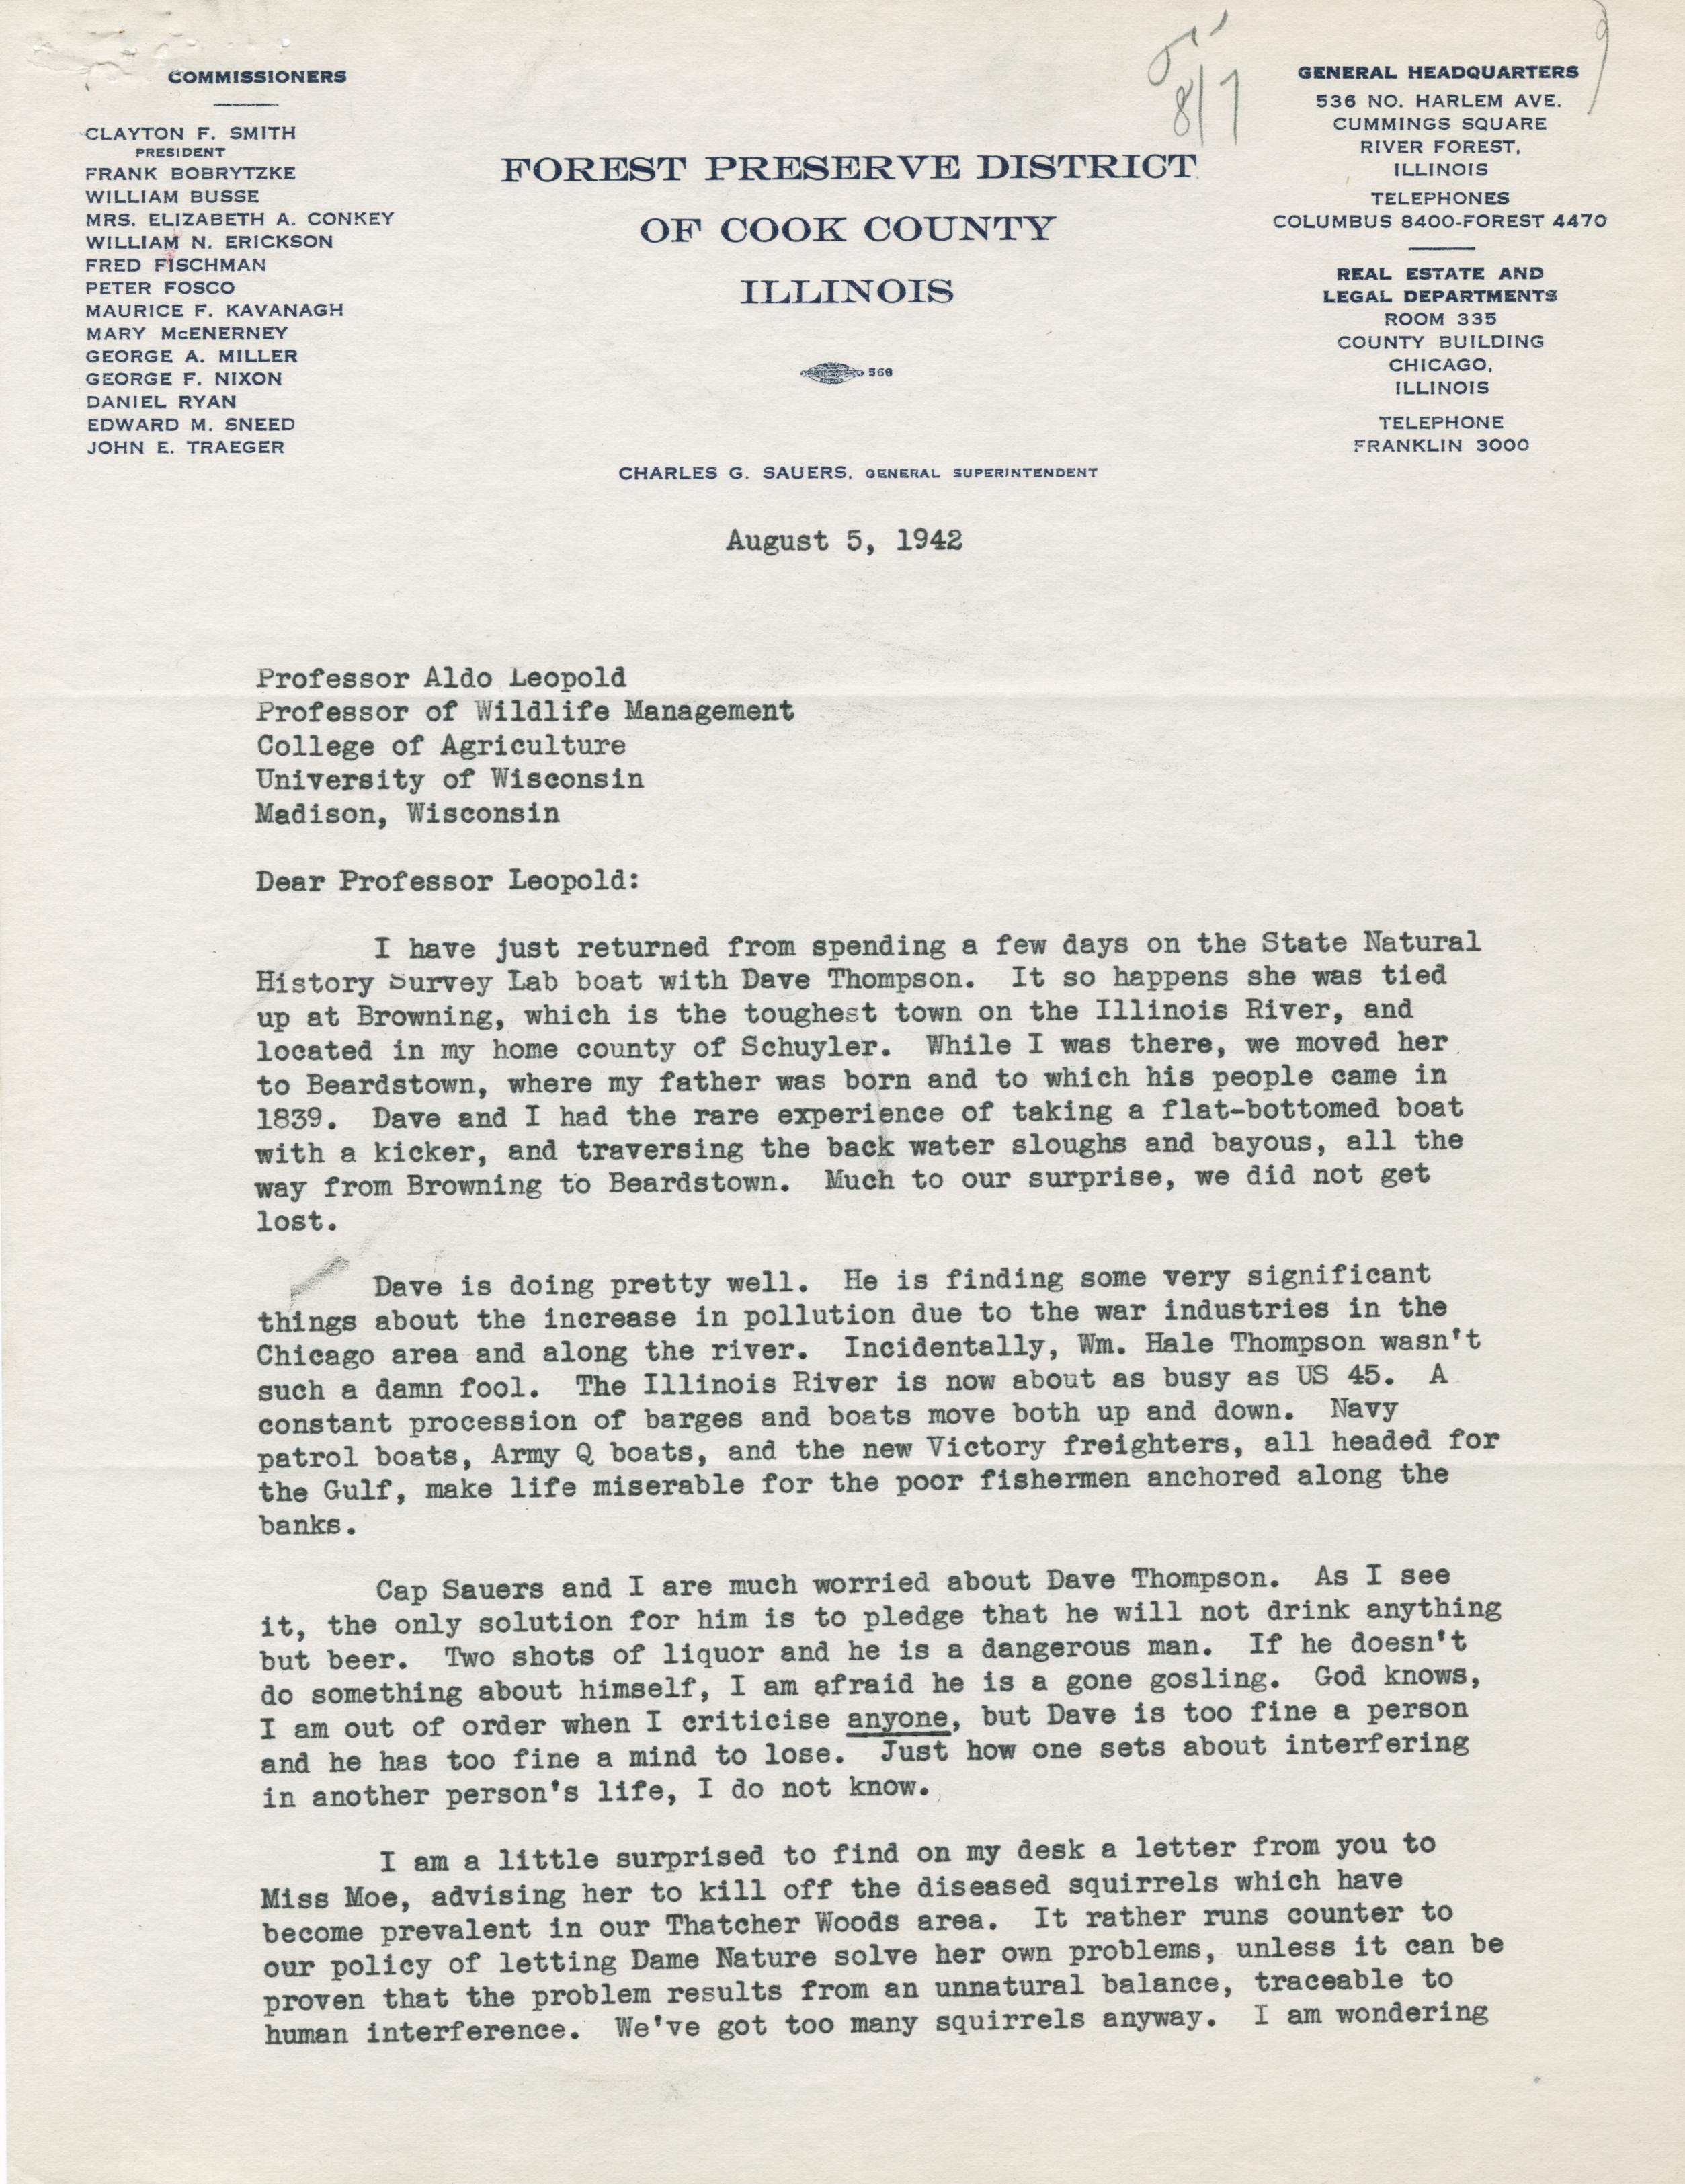 COMMISSIONERS
CLAYTON F. SMITH
PRESIDENT
FRANK BOBRYTZKE
WILLIAM BUSSE
MRS. ELIZABETH A. CONKEY
WILLIAM N. ERICKSON
FRED FISCHMAN
PETER FOSCO
MAURICE F. KAVANAGH
MARY McENERNEY
GEORGE A. MILLER
GEORGE F. NIXON
DANIEL RYAN
EDWARD M. SNEED
JOHN E. TRAEGER
8/7
FOREST PRESERVE DISTRICT
OF COOK COUNTY
ILLINOIS
568
CHARLES G. SAUERS, GENERAL SUPERINTENDENT
GENERAL HEADQUARTERS
536 NO. HARLEM AVE.
CUMMINGS SQUARE
RIVER FOREST,
ILLINOIS
TELEPHONES
COLUMBUS 8400-FOREST 4470
REAL ESTATE AND
LEGAL DEPARTMENTS
ROOM 335
COUNTY BUILDING
CHICAGO,
ILLINOIS
TELEPHONE
FRANKLIN 3000
August 5, 1942
Professor Aldo Leopold
Professor of Wildlife Management
College of Agriculture
University of Wisconsin
Madison, Wisconsin
Dear Professor Leopold:
I have just returned from spending a few days on the State Natural
History Survey Lab boat with Dave Thompson. It so happens she was tied
up at Browning, which is the toughest town on the Illinois River, and
located in my home county of Schuyler. While I was there, we moved her
to Beardstown, where my father was born and to which his people came in
1839. Dave and I had the rare experience of taking a flat-bottomed boat
with a kicker, and traversing the back water sloughs and bayous, all the
way from Browning to Beardstown. Much to our surprise, we did not get
lost.
Dave is doing pretty well. He is finding some very significant
things about the increase in pollution due to the war industries in the
Chicago area and along the river. Incidentally, Wm. Hale Thompson wasn't
such a damn fool. The Illinois River is now about as busy as US 45. A
constant procession of barges and boats move both up and down. Navy
patrol boats, Army Q boats, and the new Victory freighters, all headed for
the Gulf, make life miserable for the poor fishermen anchored along the
banks.
Cap Sauers and I are much worried about Dave Thompson. As I see
it, the only solution for him is to pledge that he will not drink anything
but beer. Two shots of liquor and he is a dangerous man. If he doesn't
do something about himself, I am afraid he is a gone gosling. God knows,
I am out of order when I criticise anyone, but Dave is too fine a person
and he has too fine a mind to lose. Just how one sets about interfering
in another person's life, I do not know.
I am a little surprised to find on my desk a letter from you to
Miss Moe, advising her to kill off the diseased squirrels which have
become prevalent in our Thatcher Woods area. It rather runs counter to
our policy of letting Dame Nature solve her own problems, unless it can be
proven that the problem results from an unnatural balance, traceable to
human interference. We've got too many squirrels anyway. I am wondering